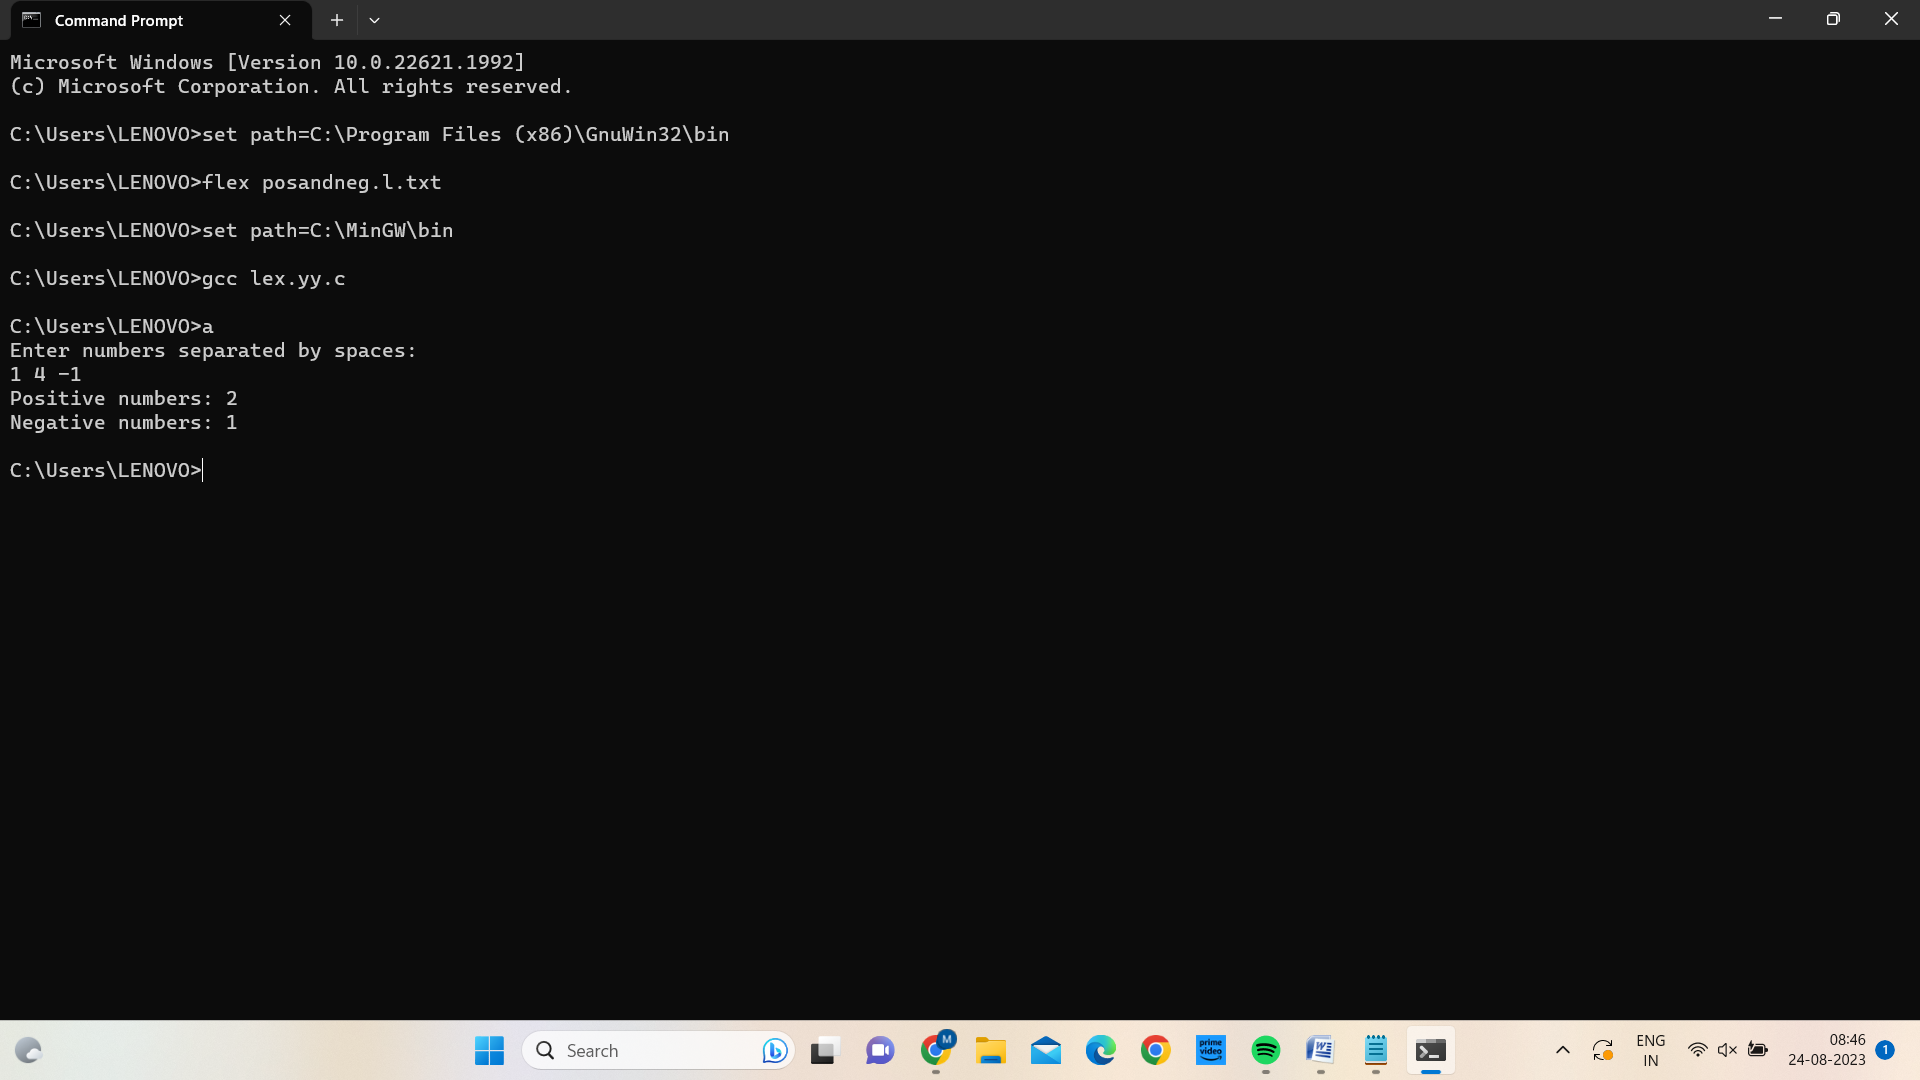 Command Prompt
Microsoft Windows [Version 10.0.22621.1992]
(c) Microsoft Corporation. All rights reserved.
C:\Users\LENOVO>set path=C:\Program Files (x86)\GnuWin32\bin
C:\Users\LENOVO>flex posandneg.l.txt
C:\Users\LENOVO>set path=C:\MinGW\bin
C:\Users\LENOVO>gcc lex.yy.c
C:\Users\LENOVO>a
Enter numbers separated by spaces:
1 4 -1
Positive numbers: 2
Negative numbers: 1
C:\Users\LENOVO>
Search
M
prime video
W
ENG
IN
08:46
24-08-2023
1